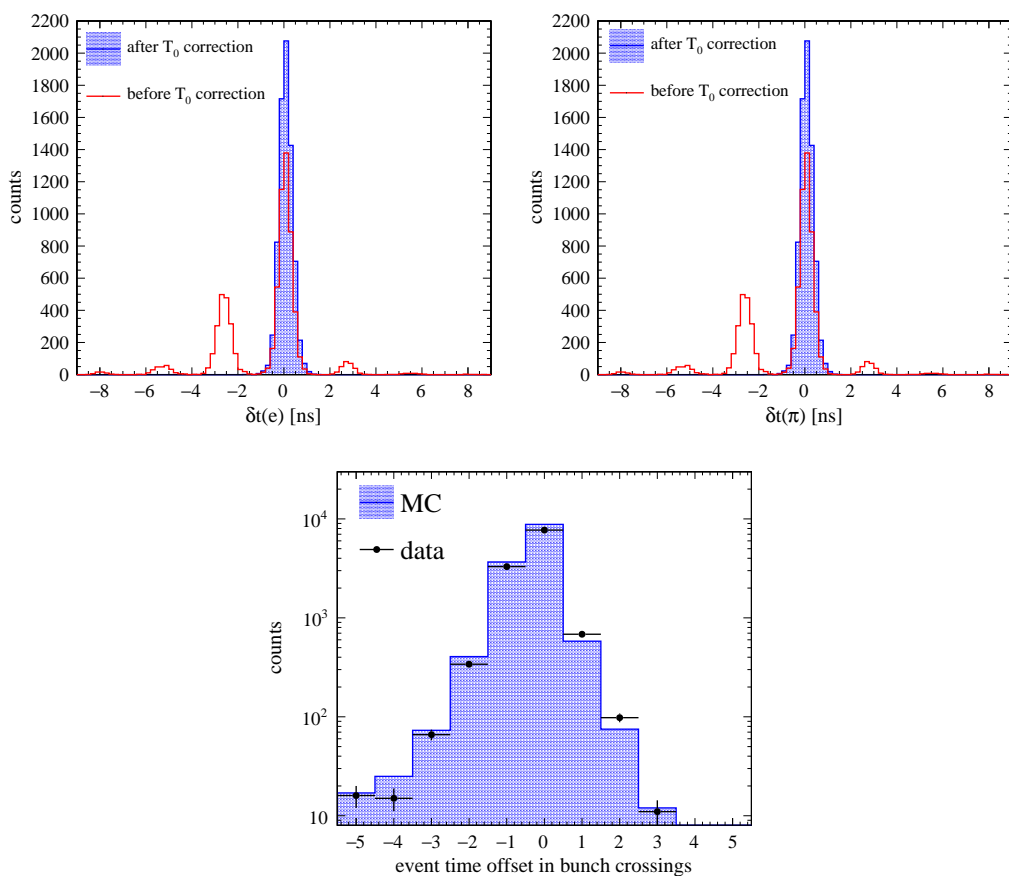 2200
2000
1800
1600
1400
1200
1000
800
600
400
200
0
counts
after T0 correction
before T0 correction
−8 −6 −4 −2 0 2 4 6 8
δt(e) [ns]
2200
2000
1800
1600
1400
1200
1000
800
600
400
200
0
counts
after T0 correction
before T0 correction
−8 −6 −4 −2 0 2 4 6 8
δt(π) [ns]
MC
data
10^4
10^3
10^2
10
counts
−5 −4 −3 −2 −1 0 1 2 3 4 5
event time offset in bunch crossings